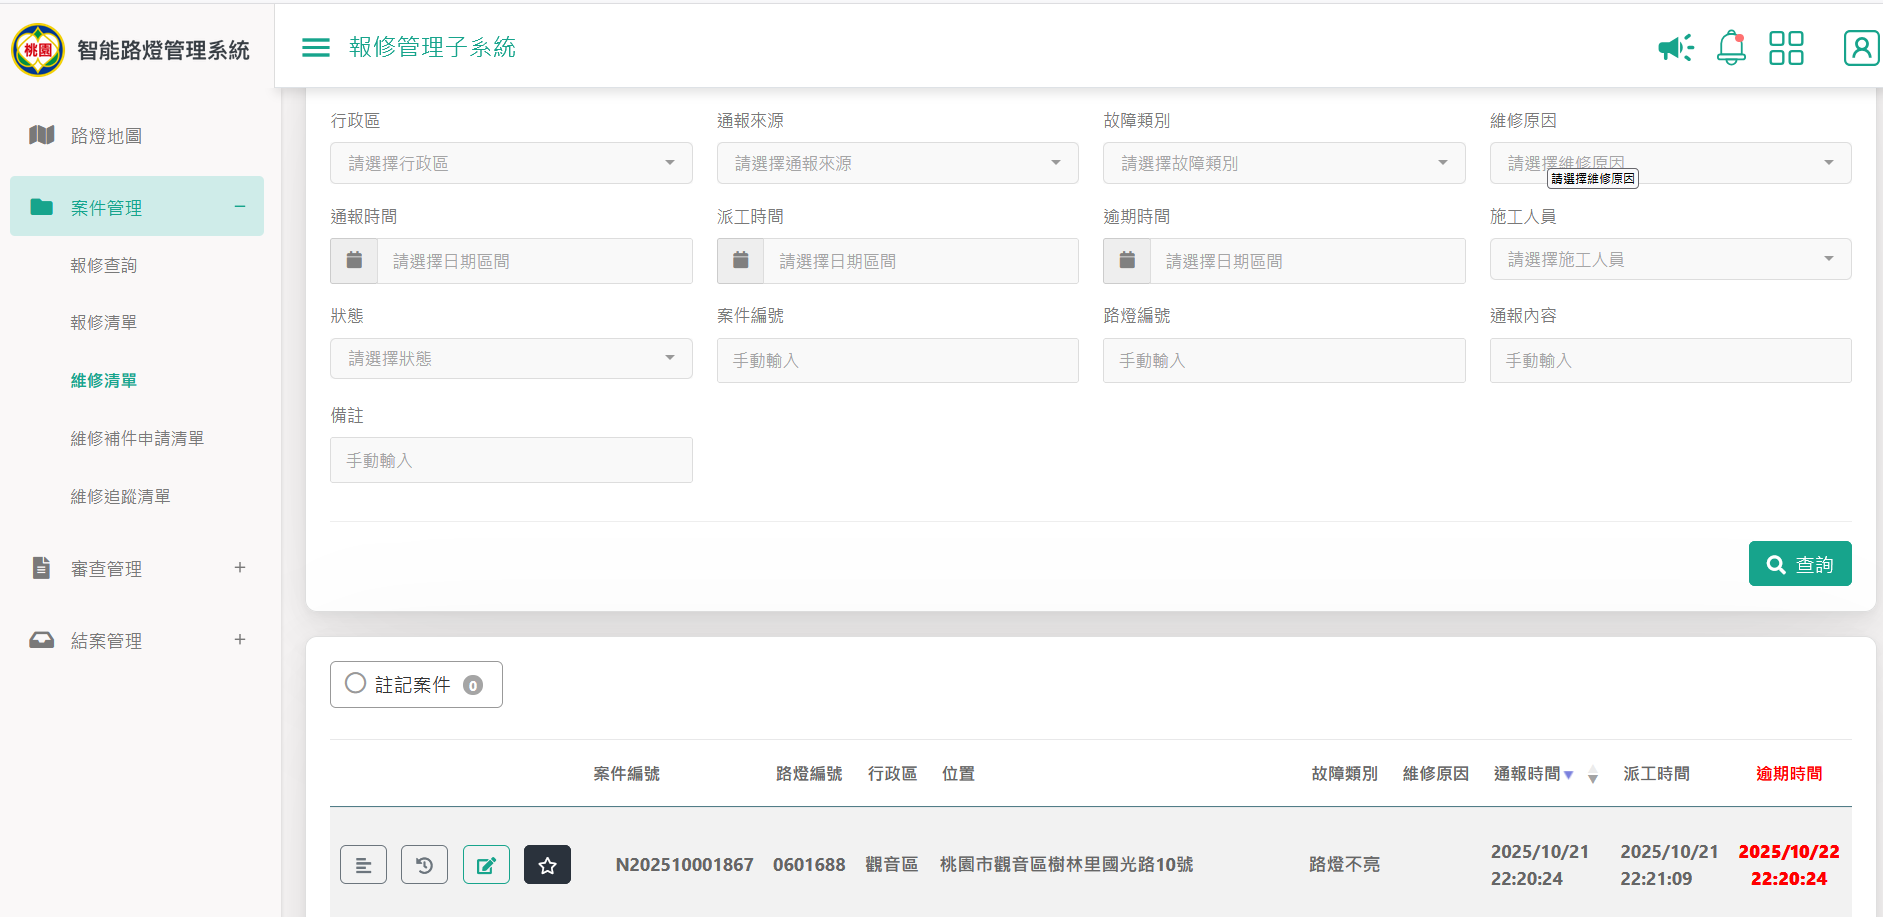 桃園
智能路燈管理系統
報修管理子系統
路燈地圖
案件管理
報修查詢
報修清單
維修清單
維修補件申請清單
維修追蹤清單
審查管理
結案管理
行政區
通報來源
故障類別
維修原因
請選擇行政區
請選擇通報來源
請選擇故障類別
請選擇維修原因
請選擇維修原因
通報時間
派工時間
逾期時間
施工人員
請選擇日期區間
請選擇日期區間
請選擇日期區間
請選擇施工人員
狀態
案件編號
路燈編號
通報內容
請選擇狀態
手動輸入
手動輸入
手動輸入
備註
手動輸入
查詢
註記案件 0
案件編號 路燈編號 行政區 位置 故障類別 維修原因 通報時間 派工時間 逾期時間
N202510001867 0601688 觀音區 桃園市觀音區樹林里國光路10號 路燈不亮
2025/10/21 22:20:24
2025/10/21 22:21:09
2025/10/22 22:20:24